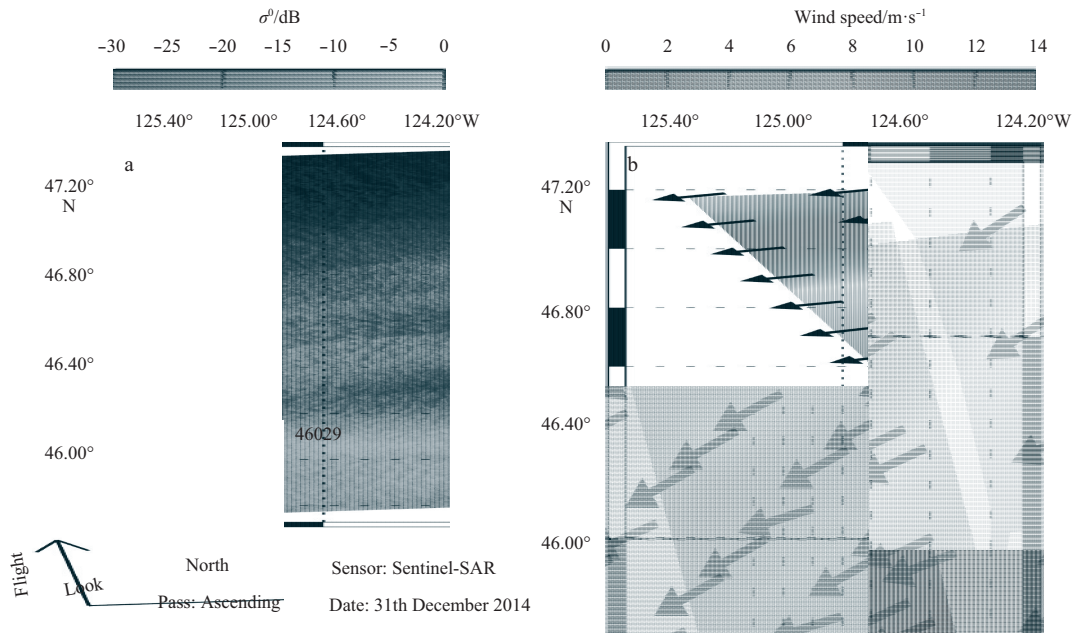 σ⁰/dB
-30 -25 -20 -15 -10 -5 0
125.40° 125.00° 124.60° 124.20°W
a
47.20°
N
46.80°
46.40°
46.00°
46029
Flight
Look
North
Pass: Ascending
Sensor: Sentinel-SAR
Date: 31th December 2014
Wind speed/m·s⁻¹
0 2 4 6 8 10 12 14
125.40° 125.00° 124.60° 124.20°W
b
47.20°
N
46.80°
46.40°
46.00°